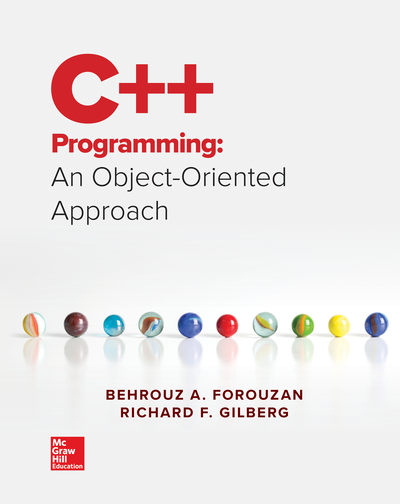 C++
Programming:
An Object-Oriented
Approach
BEHROUZ A. FOROUZAN
RICHARD F. GILBERG
Mc
Graw
Hill
Education